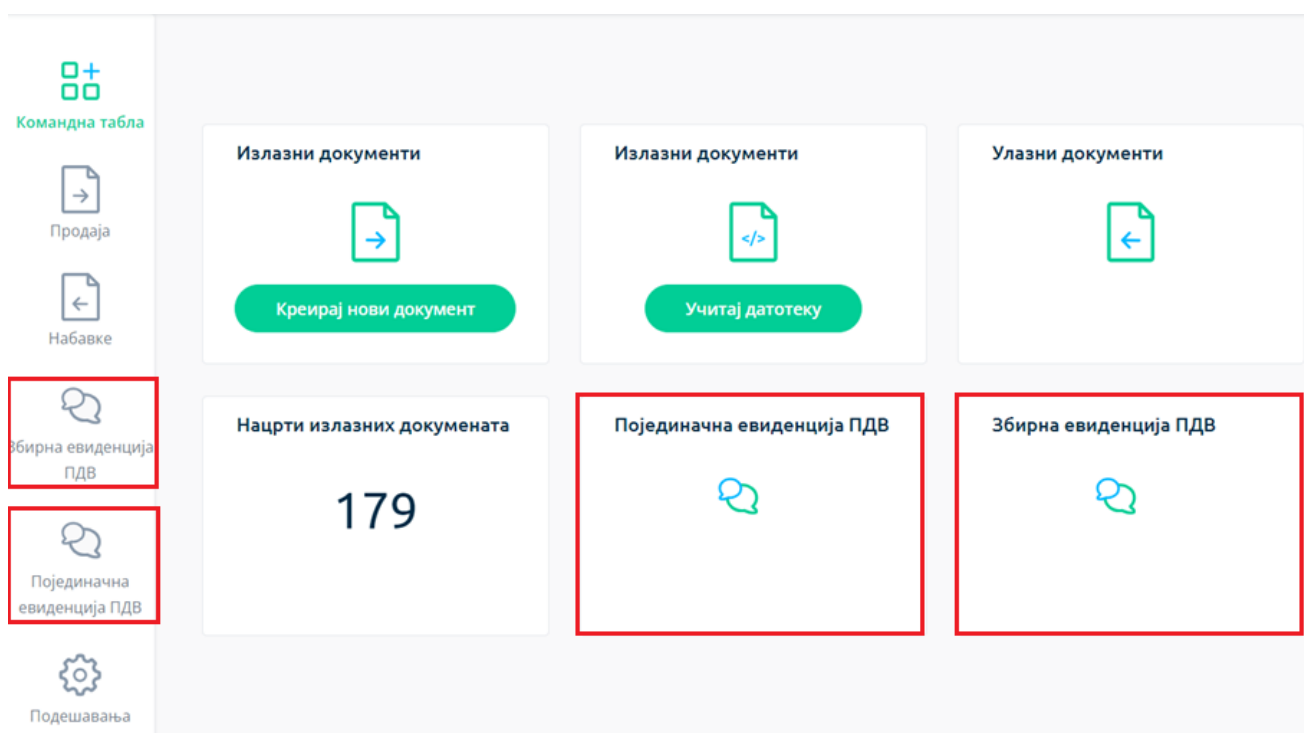 Командна табла
Продаја
Набавке
Збирна евиденција
ПДВ
Појединачна
евиденција ПДВ
Подешавања
Излазни документи
Креирај нови документ
Излазни документи
</>
Учитај датотеку
Улазни документи
Нацрти излазних докумената
179
Појединачна евиденција ПДВ
Збирна евиденција ПДВ